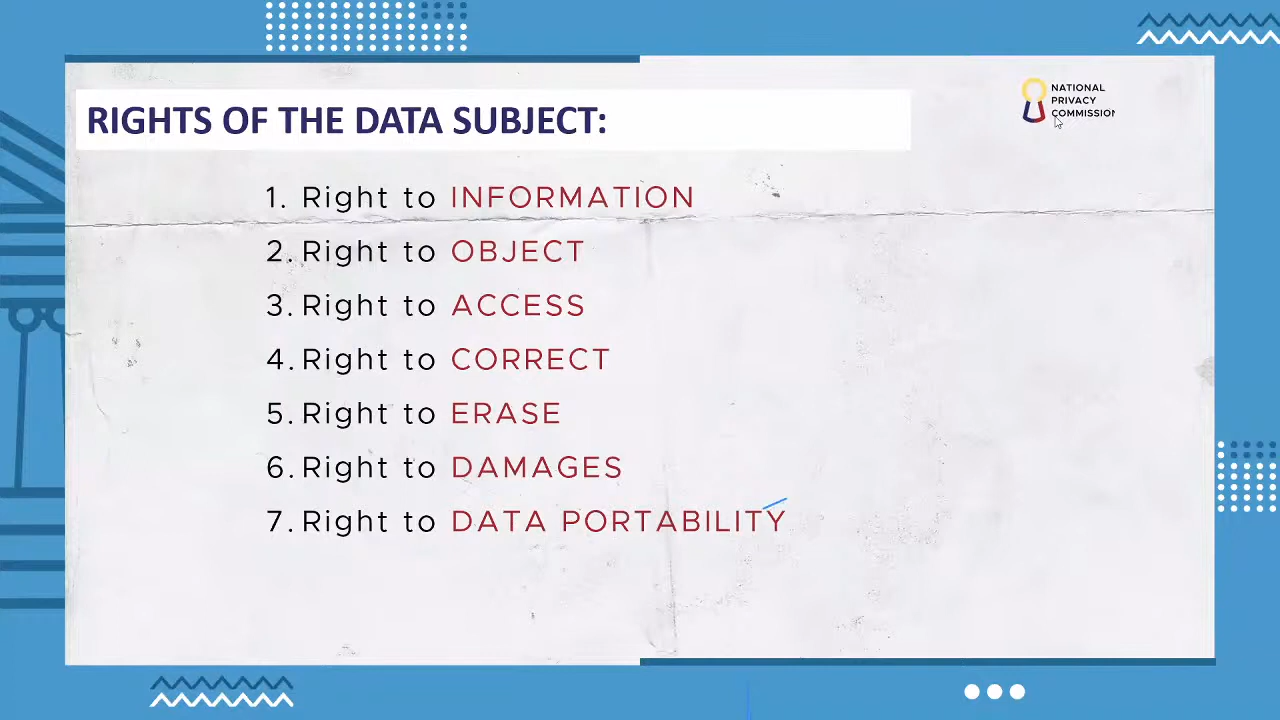 RIGHTS OF THE DATA SUBJECT:
NATIONAL
PRIVACY
COMMISSION
1. Right to INFORMATION
2. Right to OBJECT
3. Right to ACCESS
4. Right to CORRECT
5. Right to ERASE
6. Right to DAMAGES
7. Right to DATA PORTABILITY